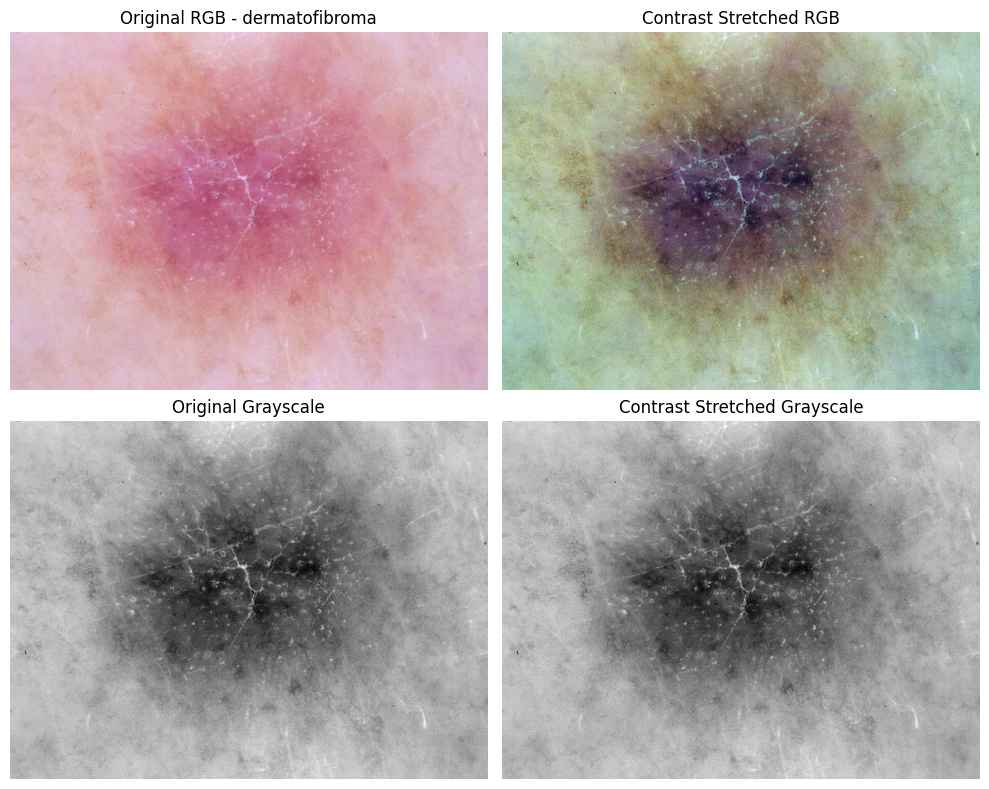 Original RGB - dermatofibroma
Contrast Stretched RGB
Original Grayscale
Contrast Stretched Grayscale